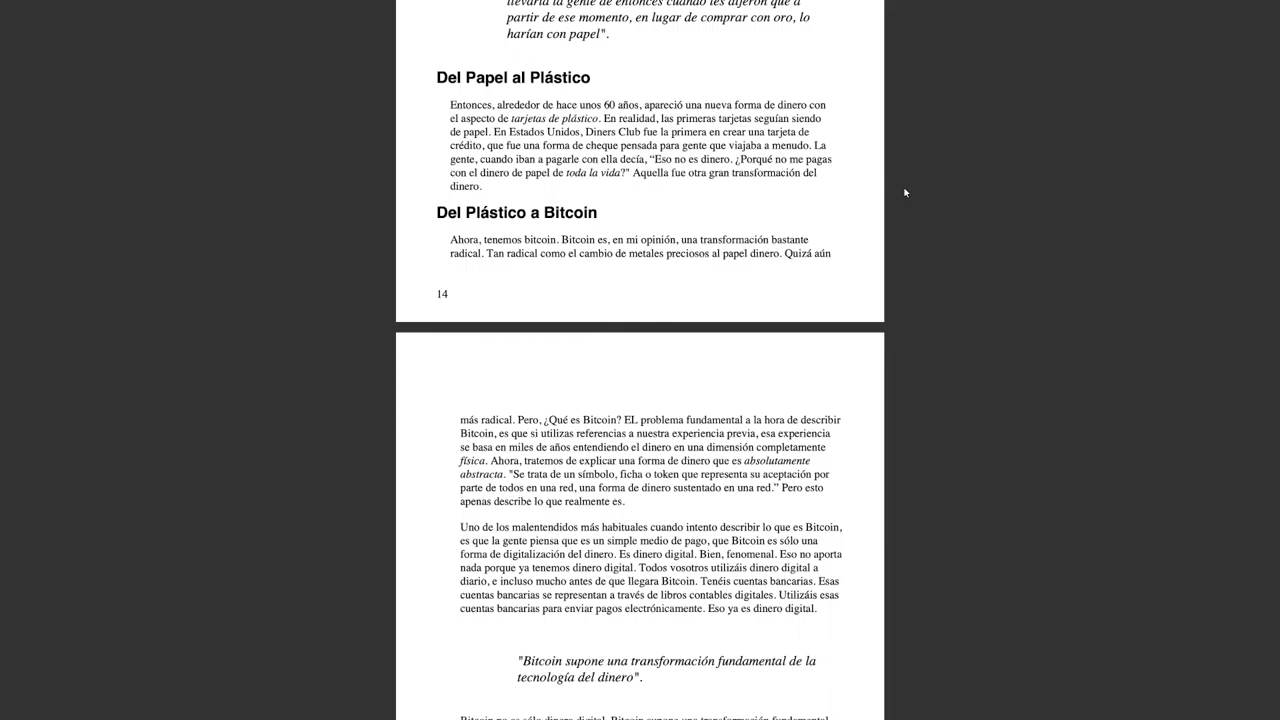 llevaría la gente de entonces cuando les dijeron que a
partir de ese momento, en lugar de comprar con oro, lo
harían con papel".
Del Papel al Plástico
Entonces, alrededor de hace unos 60 años, apareció una nueva forma de dinero con
el aspecto de tarjetas de plástico. En realidad, las primeras tarjetas seguían siendo
de papel. En Estados Unidos, Diners Club fue la primera en crear una tarjeta de
crédito, que fue una forma de cheque pensada para gente que viajaba a menudo. La
gente, cuando iban a pagarle con ella decía, “Eso no es dinero. ¿Porqué no me pagas
con el dinero de papel de toda la vida?" Aquella fue otra gran transformación del
dinero.
Del Plástico a Bitcoin
Ahora, tenemos bitcoin. Bitcoin es, en mi opinión, una transformación bastante
radical. Tan radical como el cambio de metales preciosos al papel dinero. Quizá aún
14
más radical. Pero, ¿Qué es Bitcoin? EL problema fundamental a la hora de describir
Bitcoin, es que si utilizas referencias a nuestra experiencia previa, esa experiencia
se basa en miles de años entendiendo el dinero en una dimensión completamente
física. Ahora, tratemos de explicar una forma de dinero que es absolutamente
abstracta. "Se trata de un símbolo, ficha o token que representa su aceptación por
parte de todos en una red, una forma de dinero sustentado en una red.” Pero esto
apenas describe lo que realmente es.
Uno de los malentendidos más habituales cuando intento describir lo que es Bitcoin,
es que la gente piensa que es un simple medio de pago, que Bitcoin es sólo una
forma de digitalización del dinero. Es dinero digital. Bien, fenomenal. Eso no aporta
nada porque ya tenemos dinero digital. Todos vosotros utilizáis dinero digital a
diario, e incluso mucho antes de que llegara Bitcoin. Tenéis cuentas bancarias. Esas
cuentas bancarias se representan a través de libros contables digitales. Utilizáis esas
cuentas bancarias para enviar pagos electrónicamente. Eso ya es dinero digital.
"Bitcoin supone una transformación fundamental de la
tecnología del dinero".
Bitcoin no es sólo dinero digital. Bitcoin supone una transformación fundamental